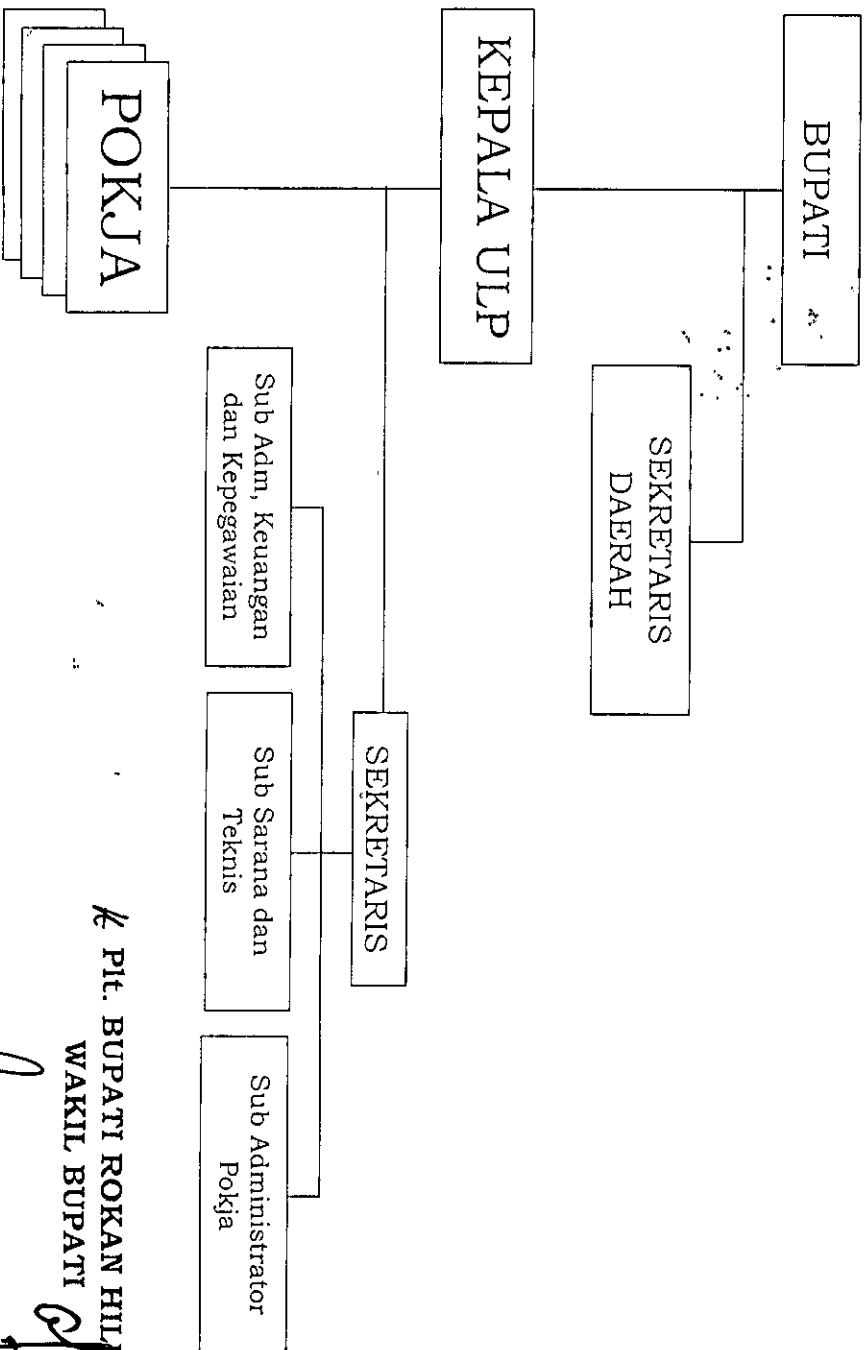 BUPATI
SEKRETARIS
DAERAH
KEPALA ULP
SEKRETARIS
POKJA
Sub Adm, Keuangan
dan Kepegawaian
Sub Sarana dan
Teknis
Sub Administrator
Pokja
Plt. BUPATI ROKAN HIL
WAKIL BUPATI